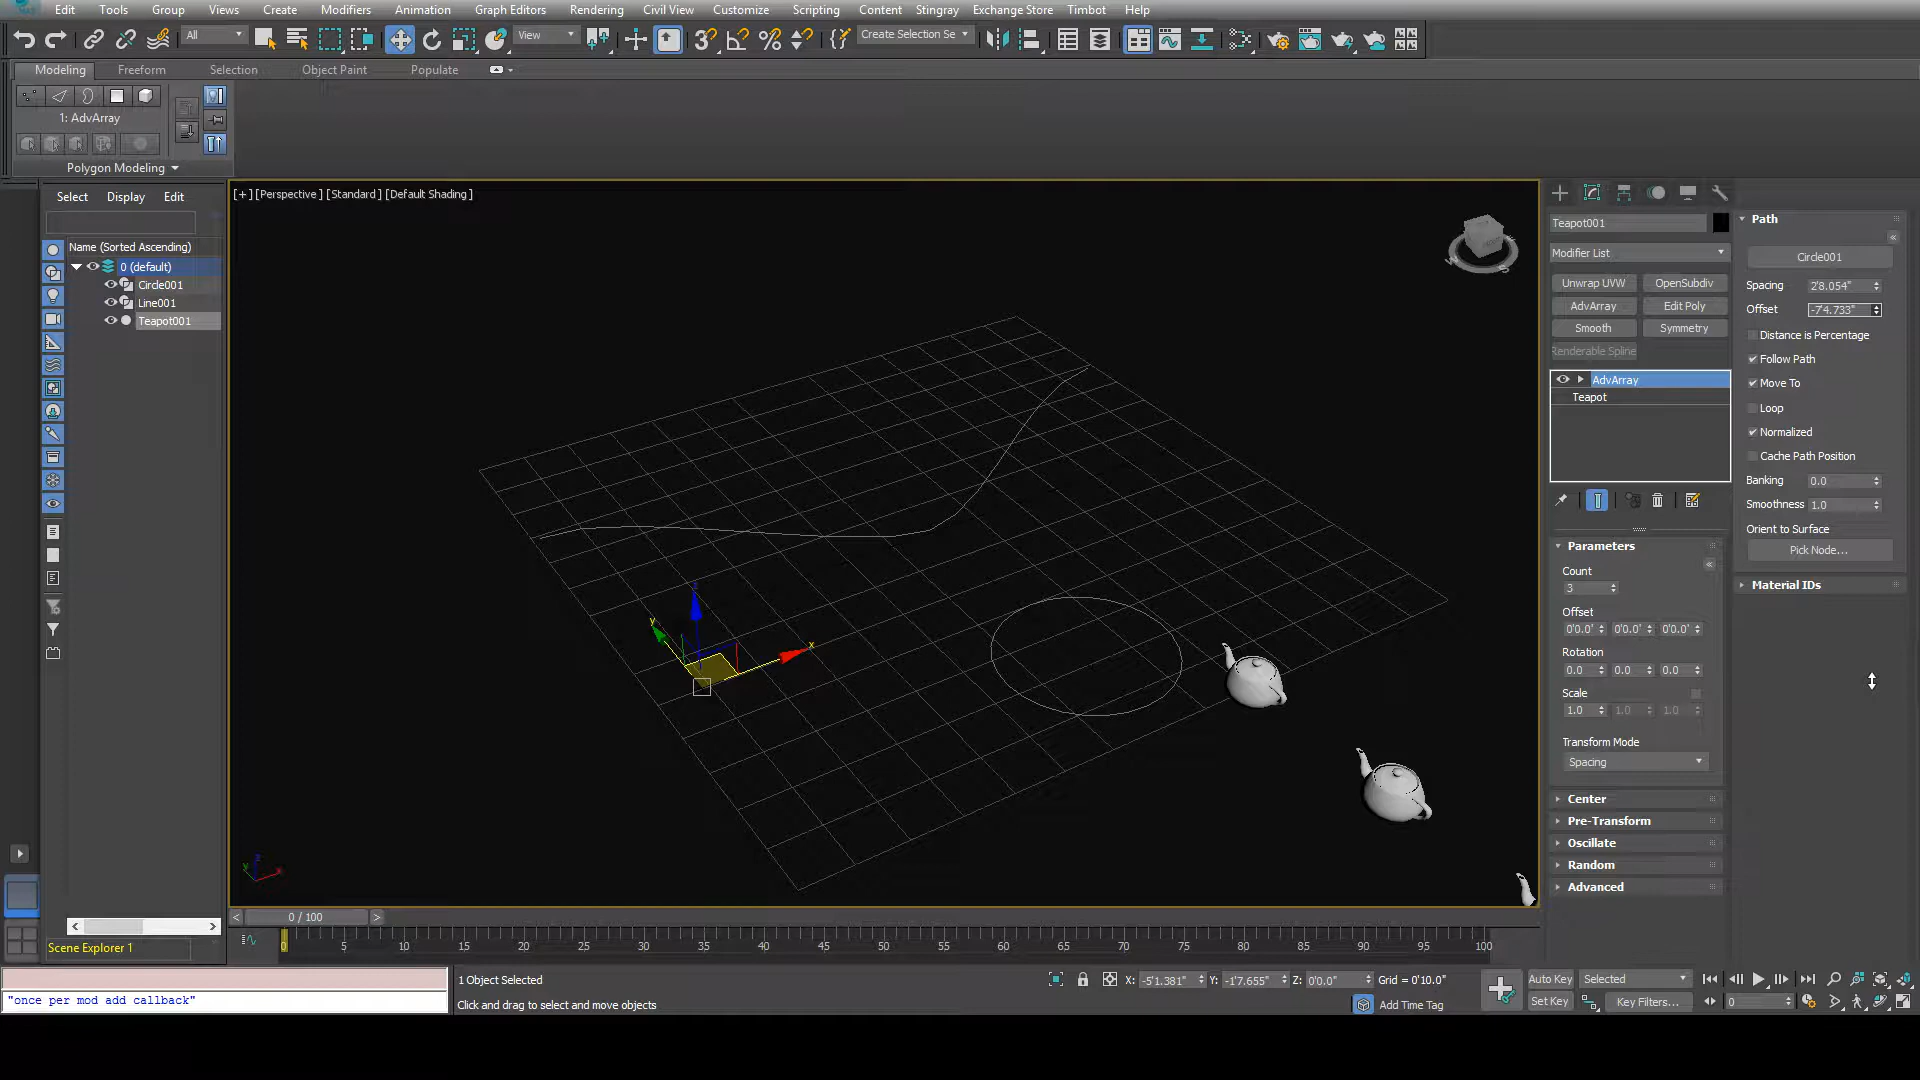 Edit Tools Group Views Create Modifiers Animation Graph Editors Rendering Civil View Customize Scripting Content Stingray Exchange Store Timbot Help
All View Create Selection Se
Modeling Freeform Selection Object Paint Populate
1: AdvArray
Polygon Modeling
Select Display Edit
Name (Sorted Ascending)
0 (default)
Circle001
Line001
Teapot001
Scene Explorer 1
[+] [Perspective] [Standard] [Default Shading]
Teapot001
Modifier List
Unwrap UVW OpenSubdiv
AdvArray Edit Poly
Smooth Symmetry
Renderable Spline
AdvArray
Teapot
Parameters
Count
3
Offset
0'0.0' 0'0.0' 0'0.0'
Rotation
0.0 0.0 0.0
Scale
1.0 1.0 1.0
Transform Mode
Spacing
Center
Pre-Transform
Oscillate
Random
Advanced
Path
Circle001
Spacing 2'8.054"
Offset -7'4.733"
Distance is Percentage
Follow Path
Move To
Loop
Normalized
Cache Path Position
Banking 0.0
Smoothness 1.0
Orient to Surface
Pick Node...
Material IDs
x
y
z
0 / 100
0 5 10 15 20 25 30 35 40 45 50 55 60 65 70 75 80 85 90 95 100
"once per mod add callback"
1 Object Selected
Click and drag to select and move objects
X: -5'1.381" Y: -1'7.655" Z: 0'0.0" Grid = 0'10.0"
Add Time Tag
Auto Key Selected
Set Key Key Filters...
0